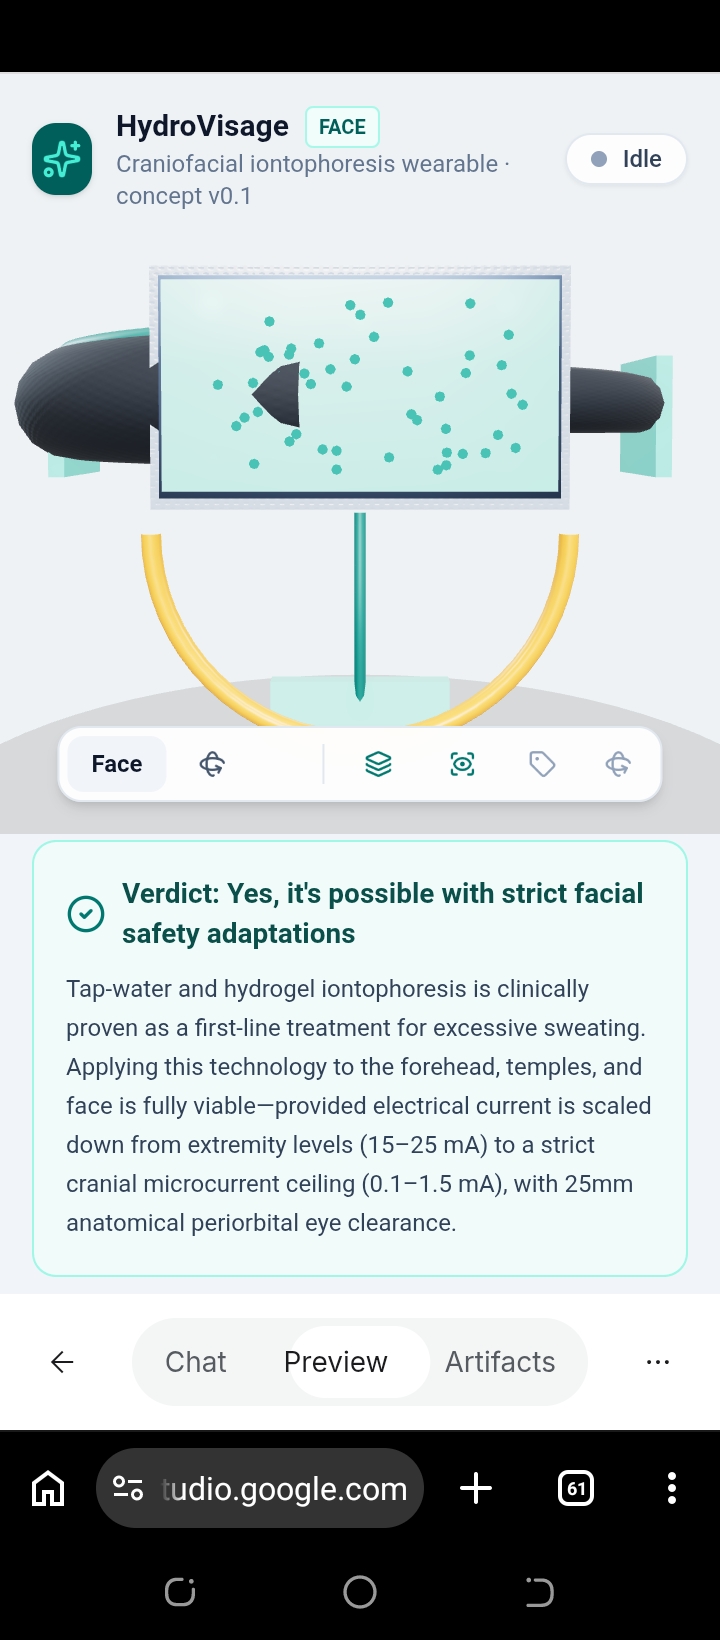 HydroVisage FACE
Craniofacial iontophoresis wearable ·
concept v0.1
Idle
Face
Verdict: Yes, it's possible with strict facial
safety adaptations
Tap-water and hydrogel iontophoresis is clinically
proven as a first-line treatment for excessive sweating.
Applying this technology to the forehead, temples, and
face is fully viable—provided electrical current is scaled
down from extremity levels (15–25 mA) to a strict
cranial microcurrent ceiling (0.1–1.5 mA), with 25mm
anatomical periorbital eye clearance.
Chat Preview Artifacts
tudio.google.com
61